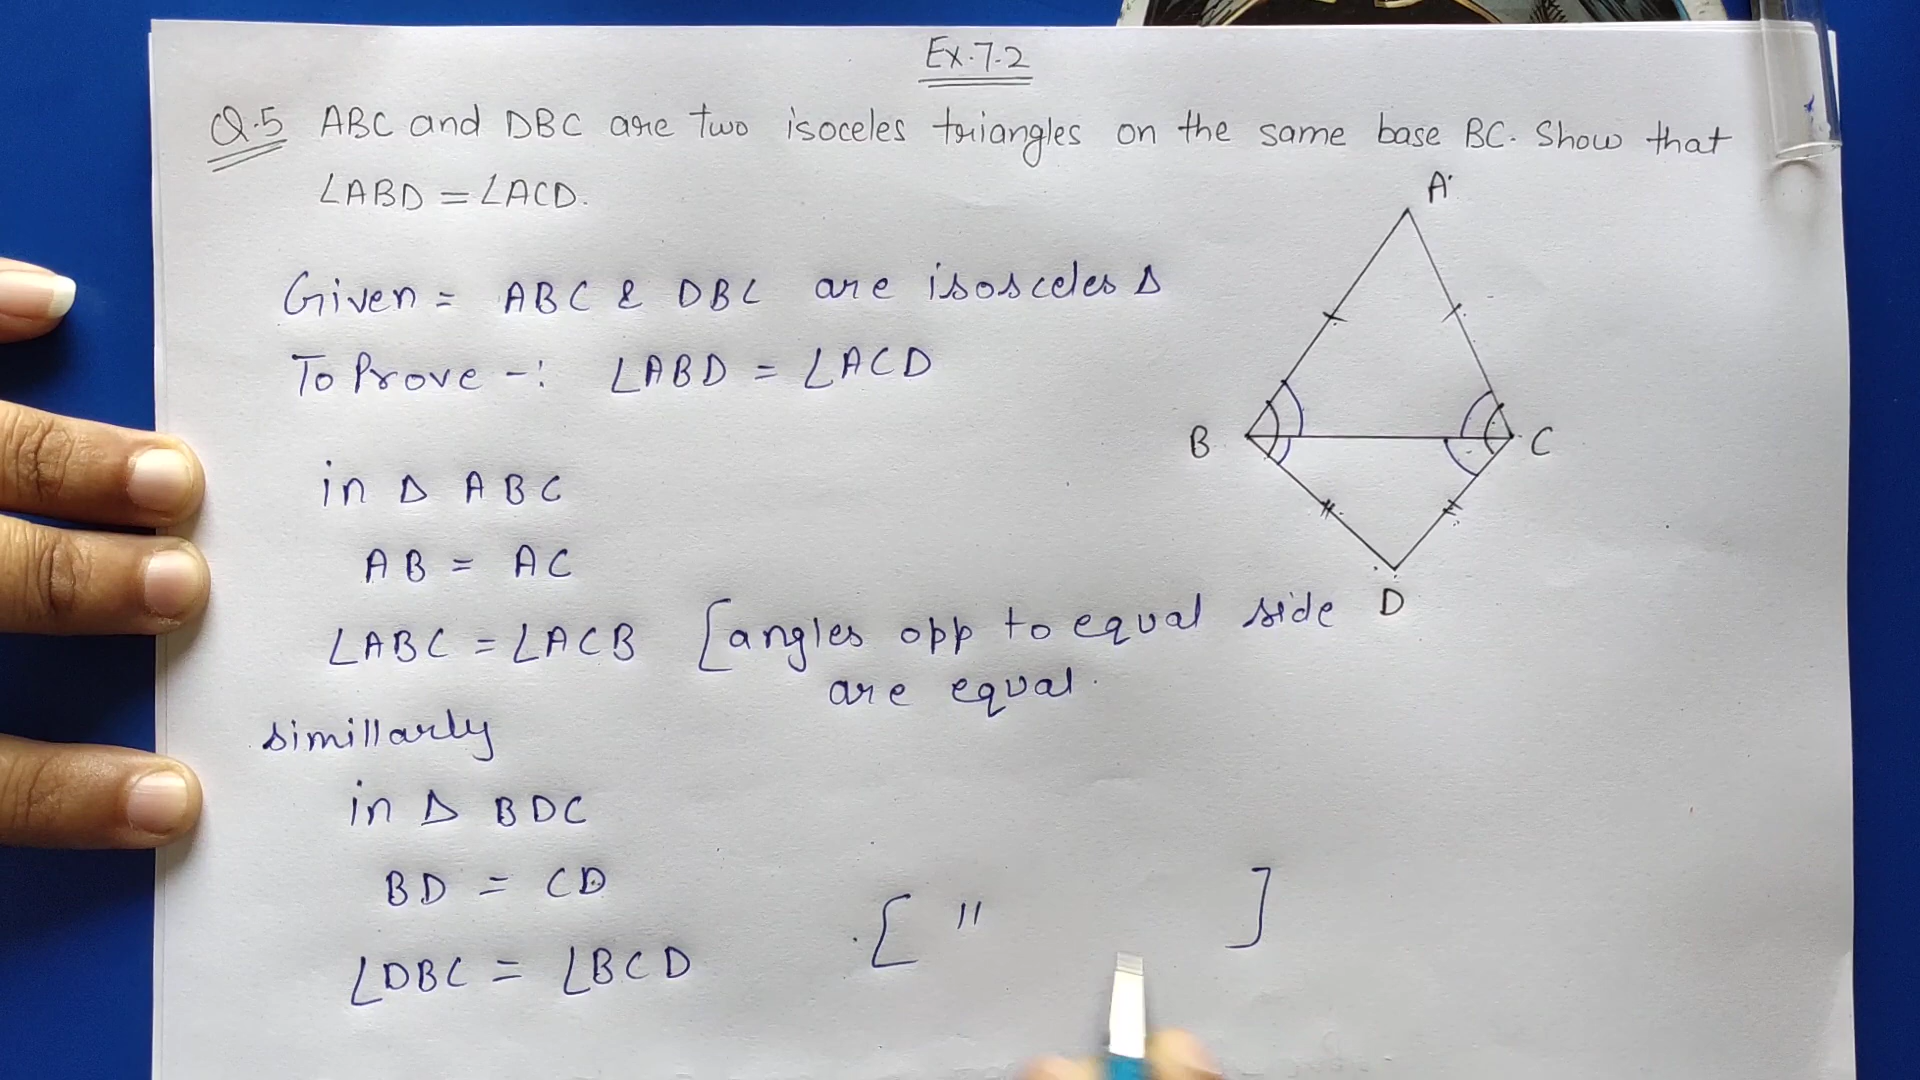 Ex.7.2
Q.5 ABC and DBC are two isoceles triangles on the same base BC. Show that
∠ABD = ∠ACD.
A
Given = ABC & DBC are isosceles Δ
To Prove -: ∠ABD = ∠ACD
B C
in Δ ABC
AB = AC
D
∠ABC = ∠ACB [angles opp to equal side
are equal.
simillarly
in Δ BDC
BD = CD
[ " ]
∠DBC = ∠BCD